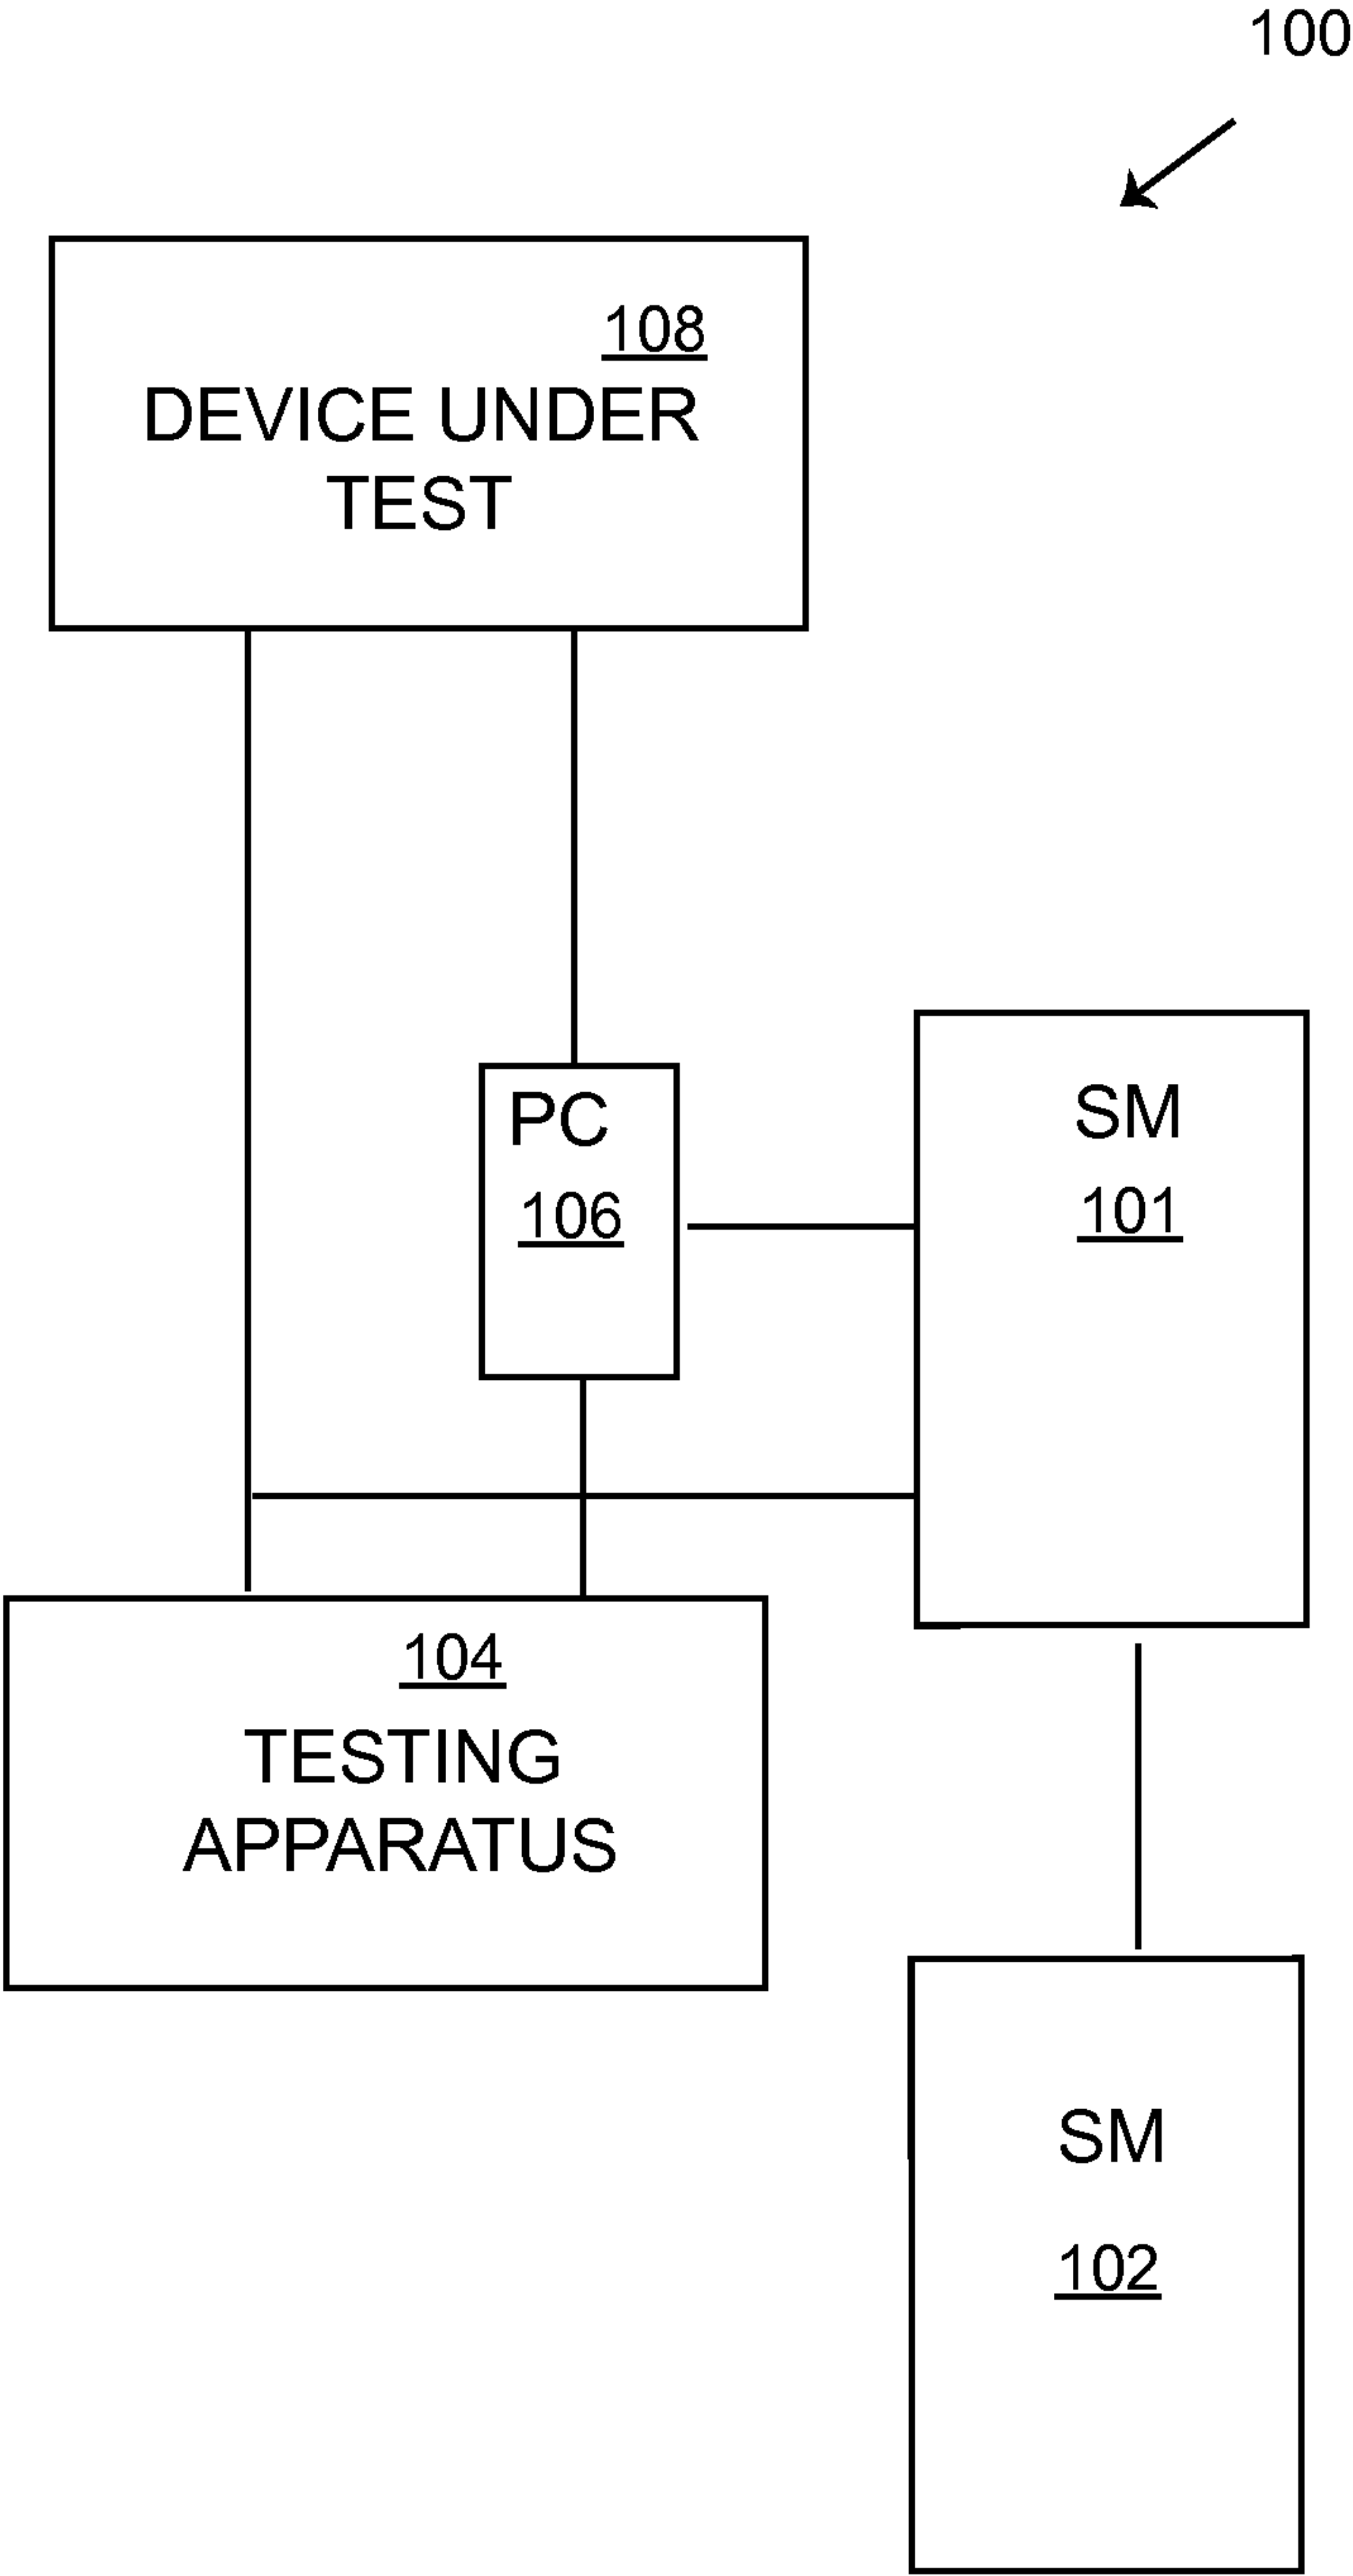 100
108
DEVICE UNDER
TEST
PC
106
SM
101
104
TESTING
APPARATUS
SM
102